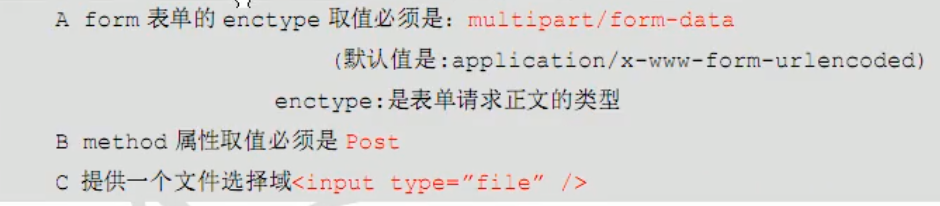 A form 表单的 enctype 取值必须是：multipart/form-data
(默认值是:application/x-www-form-urlencoded)
enctype:是表单请求正文的类型
B method 属性取值必须是 Post
C 提供一个文件选择域<input type=”file” />